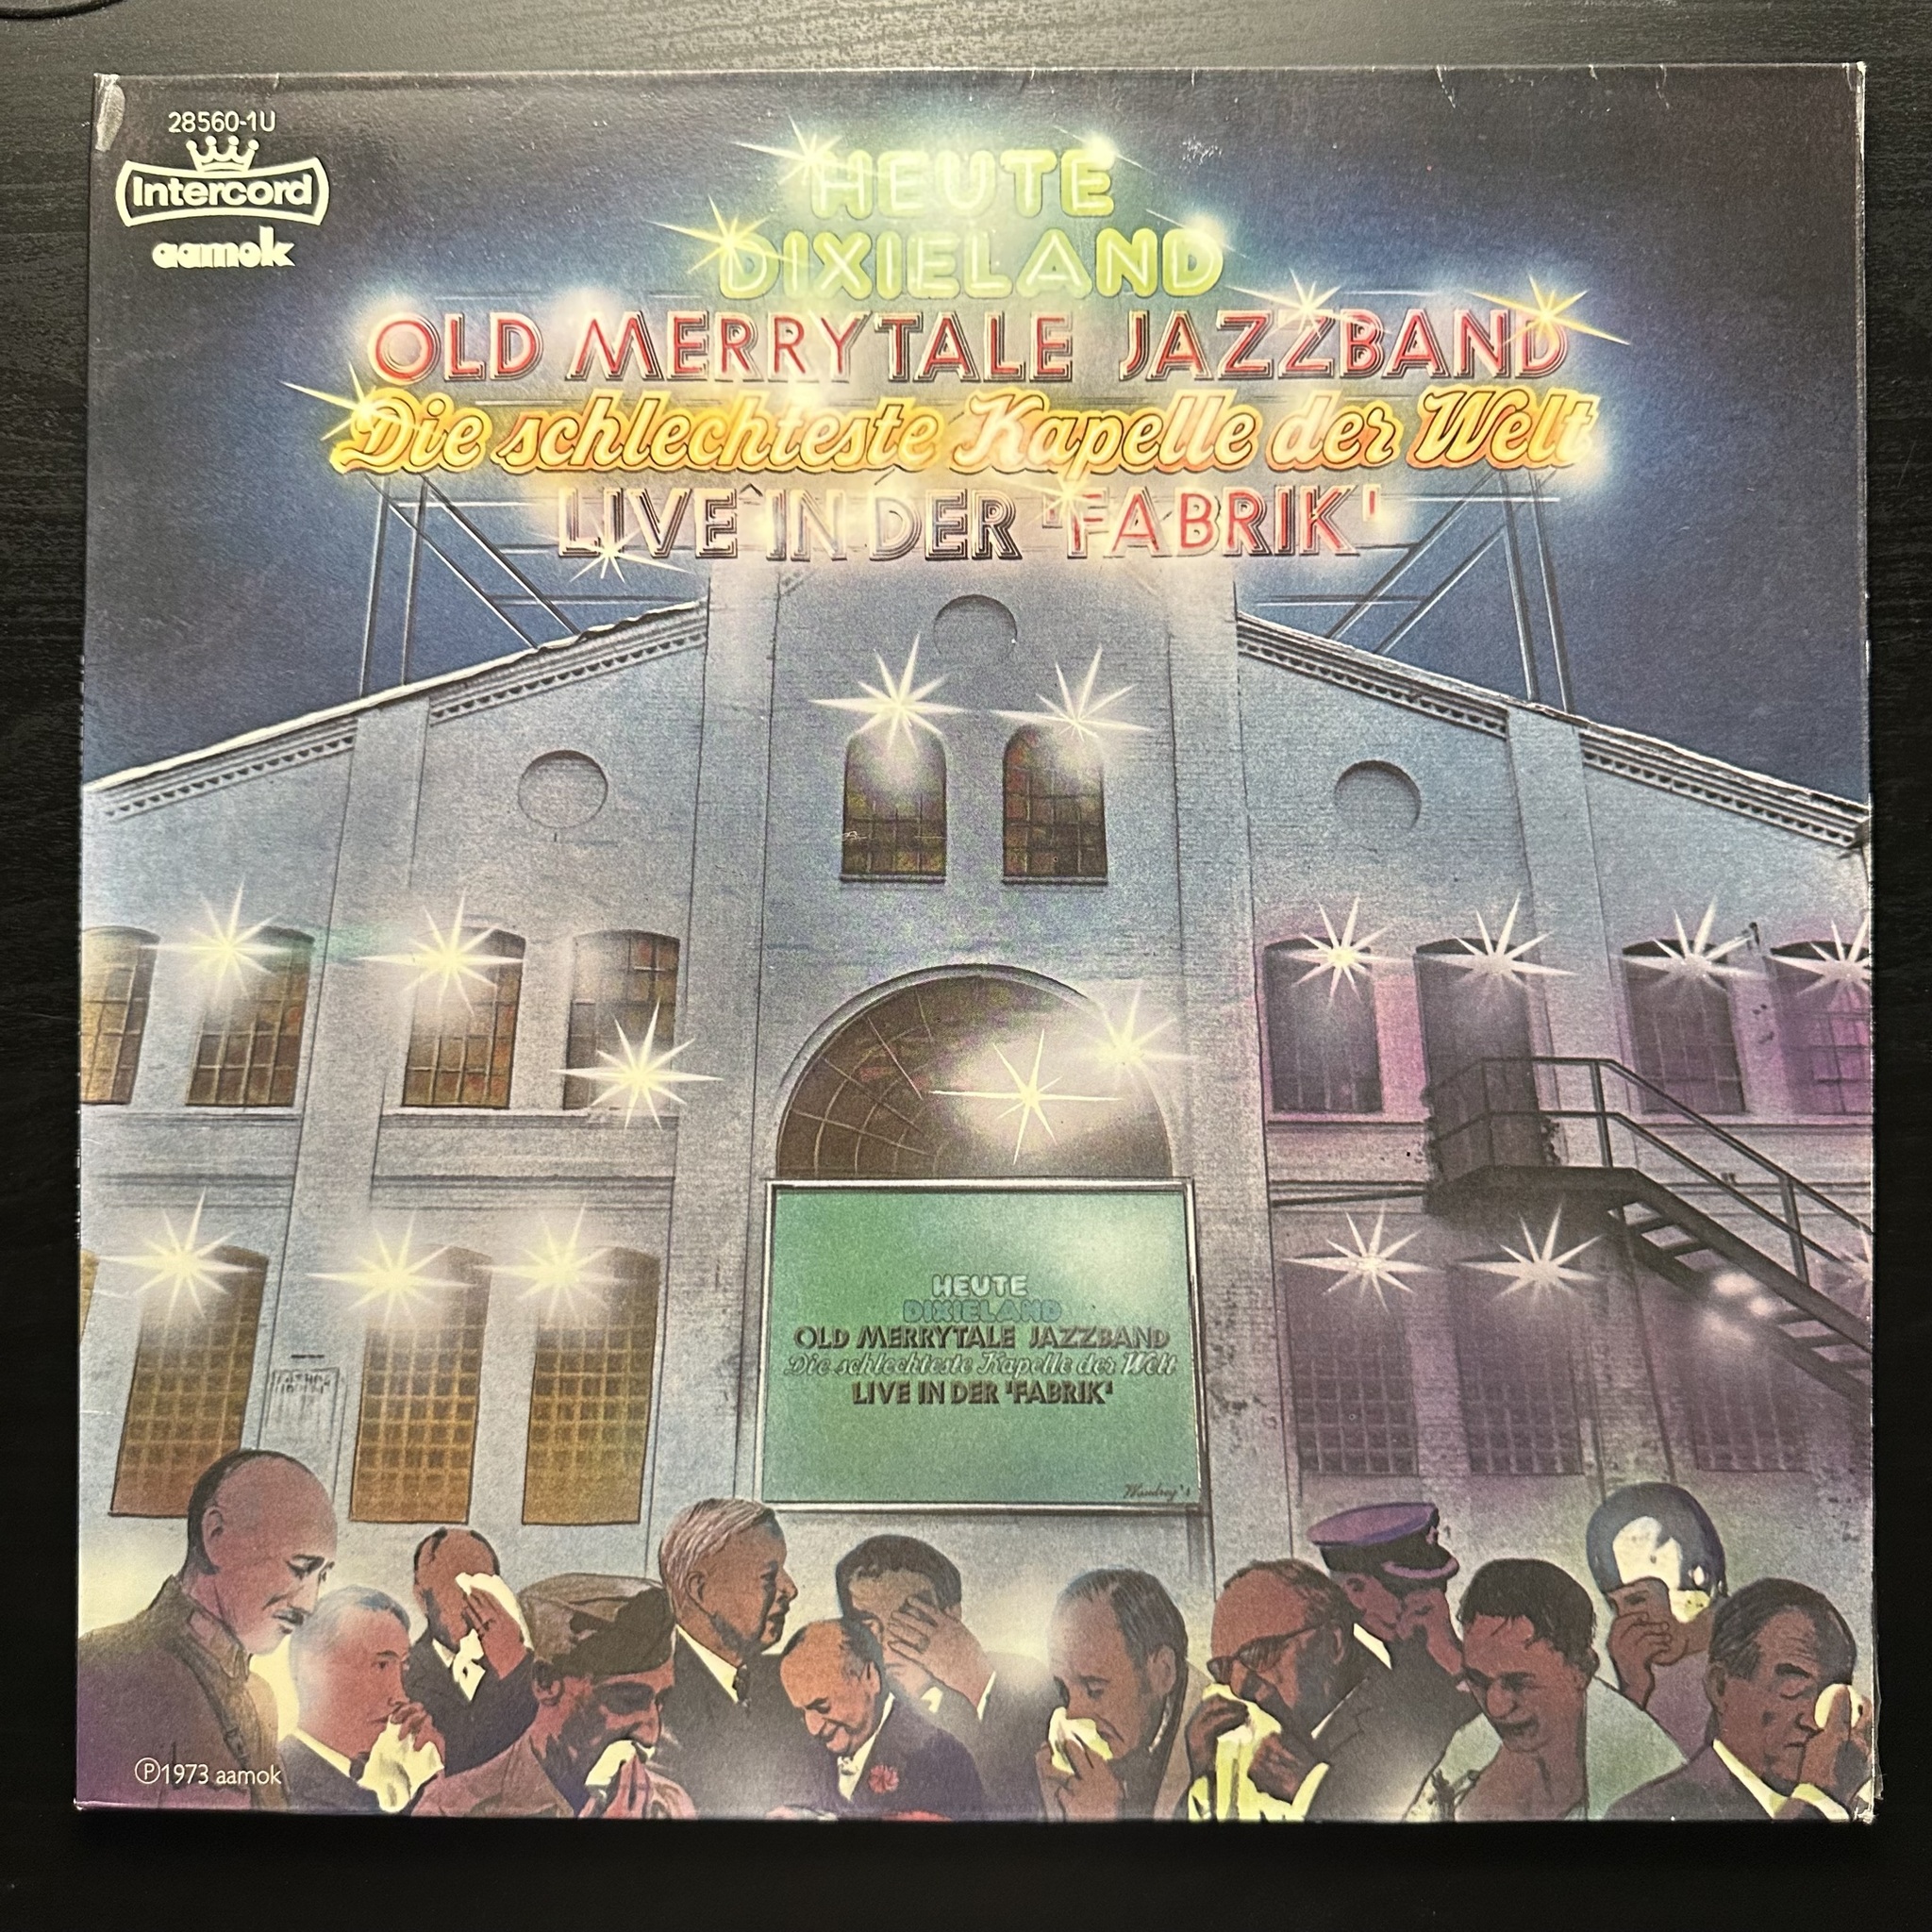 28560-1U
Intercord
aamok
HEUTE
DIXIELAND
OLD MERRYTALE JAZZBAND
Die schlechteste Kapelle der Welt
LIVE IN DER 'FABRIK'
HEUTE
DIXIELAND
OLD MERRYTALE JAZZBAND
Die schlechteste Kapelle der Welt
LIVE IN DER 'FABRIK'
Ⓟ1973 aamok